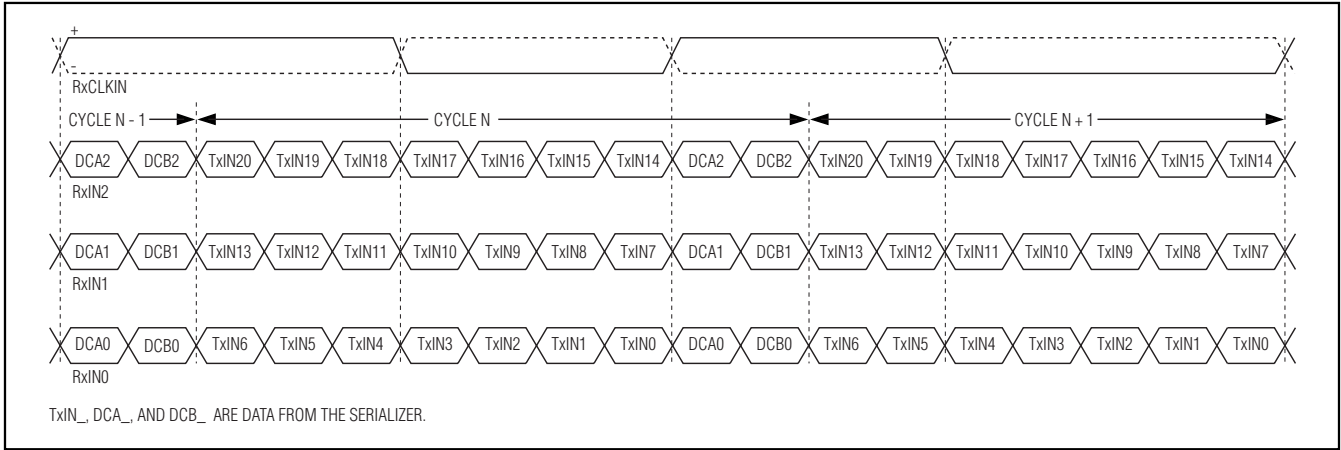 +
-
RxCLKIN
CYCLE N - 1 CYCLE N CYCLE N + 1
DCA2 DCB2 TxIN20 TxIN19 TxIN18 TxIN17 TxIN16 TxIN15 TxIN14 DCA2 DCB2 TxIN20 TxIN19 TxIN18 TxIN17 TxIN16 TxIN15 TxIN14
RxIN2
DCA1 DCB1 TxIN13 TxIN12 TxIN11 TxIN10 TxIN9 TxIN8 TxIN7 DCA1 DCB1 TxIN13 TxIN12 TxIN11 TxIN10 TxIN9 TxIN8 TxIN7
RxIN1
DCA0 DCB0 TxIN6 TxIN5 TxIN4 TxIN3 TxIN2 TxIN1 TxIN0 DCA0 DCB0 TxIN6 TxIN5 TxIN4 TxIN3 TxIN2 TxIN1 TxIN0
RxIN0
TxIN_, DCA_, AND DCB_ ARE DATA FROM THE SERIALIZER.